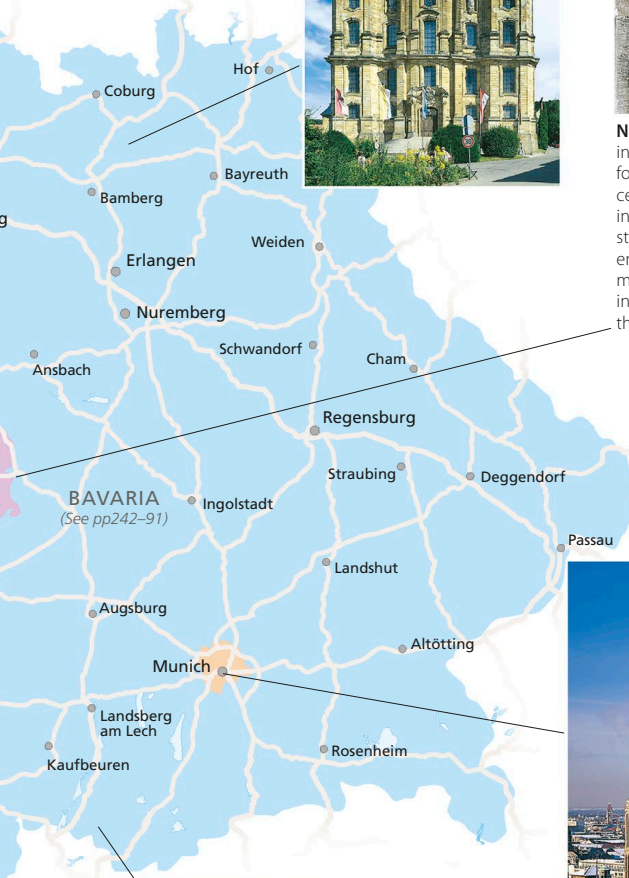 Hof
Coburg
Bayreuth
Bamberg
Weiden
Erlangen
Nuremberg
Schwandorf
Ansbach
Cham
Regensburg
Straubing
Deggendorf
BAVARIA
(See pp242–91)
Ingolstadt
Passau
Landshut
Augsburg
Altötting
Munich
Landsberg
am Lech
Rosenheim
Kaufbeuren